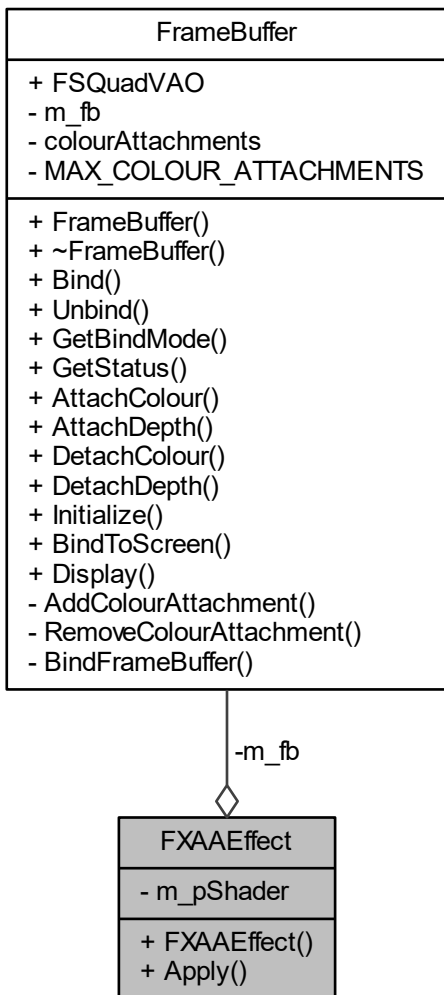 FrameBuffer
+ FSQuadVAO
- m_fb
- colourAttachments
- MAX_COLOUR_ATTACHMENTS
+ FrameBuffer()
+ ~FrameBuffer()
+ Bind()
+ Unbind()
+ GetBindMode()
+ GetStatus()
+ AttachColour()
+ AttachDepth()
+ DetachColour()
+ DetachDepth()
+ Initialize()
+ BindToScreen()
+ Display()
- AddColourAttachment()
- RemoveColourAttachment()
- BindFrameBuffer()
-m_fb
FXAAEffect
- m_pShader
+ FXAAEffect()
+ Apply()